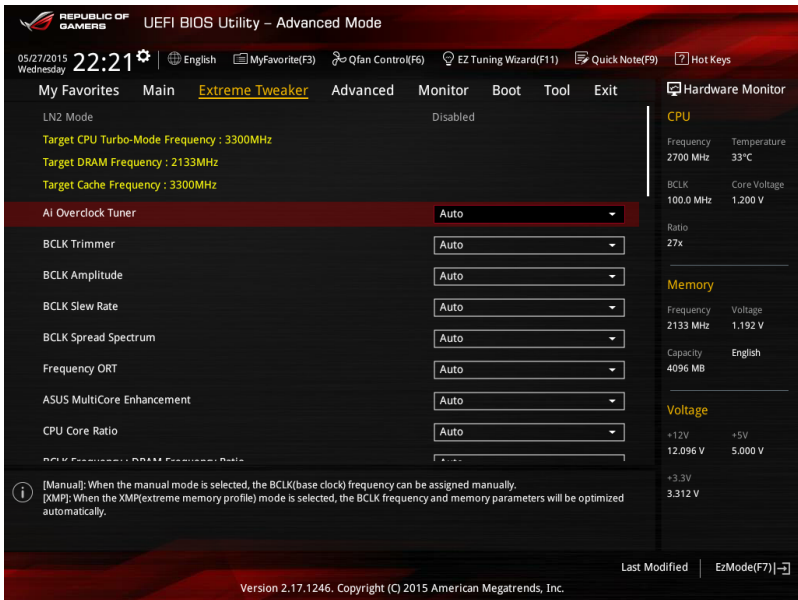 REPUBLIC OF
GAMERS
UEFI BIOS Utility – Advanced Mode
05/27/2015
Wednesday
22:21
English
MyFavorite(F3)
Qfan Control(F6)
EZ Tuning Wizard(F11)
Quick Note(F9)
? Hot Keys
My Favorites Main Extreme Tweaker Advanced Monitor Boot Tool Exit
LN2 Mode Disabled
Target CPU Turbo-Mode Frequency : 3300MHz
Target DRAM Frequency : 2133MHz
Target Cache Frequency : 3300MHz
Ai Overclock Tuner Auto
BCLK Trimmer Auto
BCLK Amplitude Auto
BCLK Slew Rate Auto
BCLK Spread Spectrum Auto
Frequency ORT Auto
ASUS MultiCore Enhancement Auto
CPU Core Ratio Auto
BCLK Frequency : DRAM Frequency Ratio Auto
i
[Manual]: When the manual mode is selected, the BCLK(base clock) frequency can be assigned manually.
[XMP]: When the XMP(extreme memory profile) mode is selected, the BCLK frequency and memory parameters will be optimized
automatically.
Hardware Monitor
CPU
Frequency Temperature
2700 MHz 33°C
BCLK Core Voltage
100.0 MHz 1.200 V
Ratio
27x
Memory
Frequency Voltage
2133 MHz 1.192 V
Capacity English
4096 MB
Voltage
+12V +5V
12.096 V 5.000 V
+3.3V
3.312 V
Last Modified
EzMode(F7)
Version 2.17.1246. Copyright (C) 2015 American Megatrends, Inc.